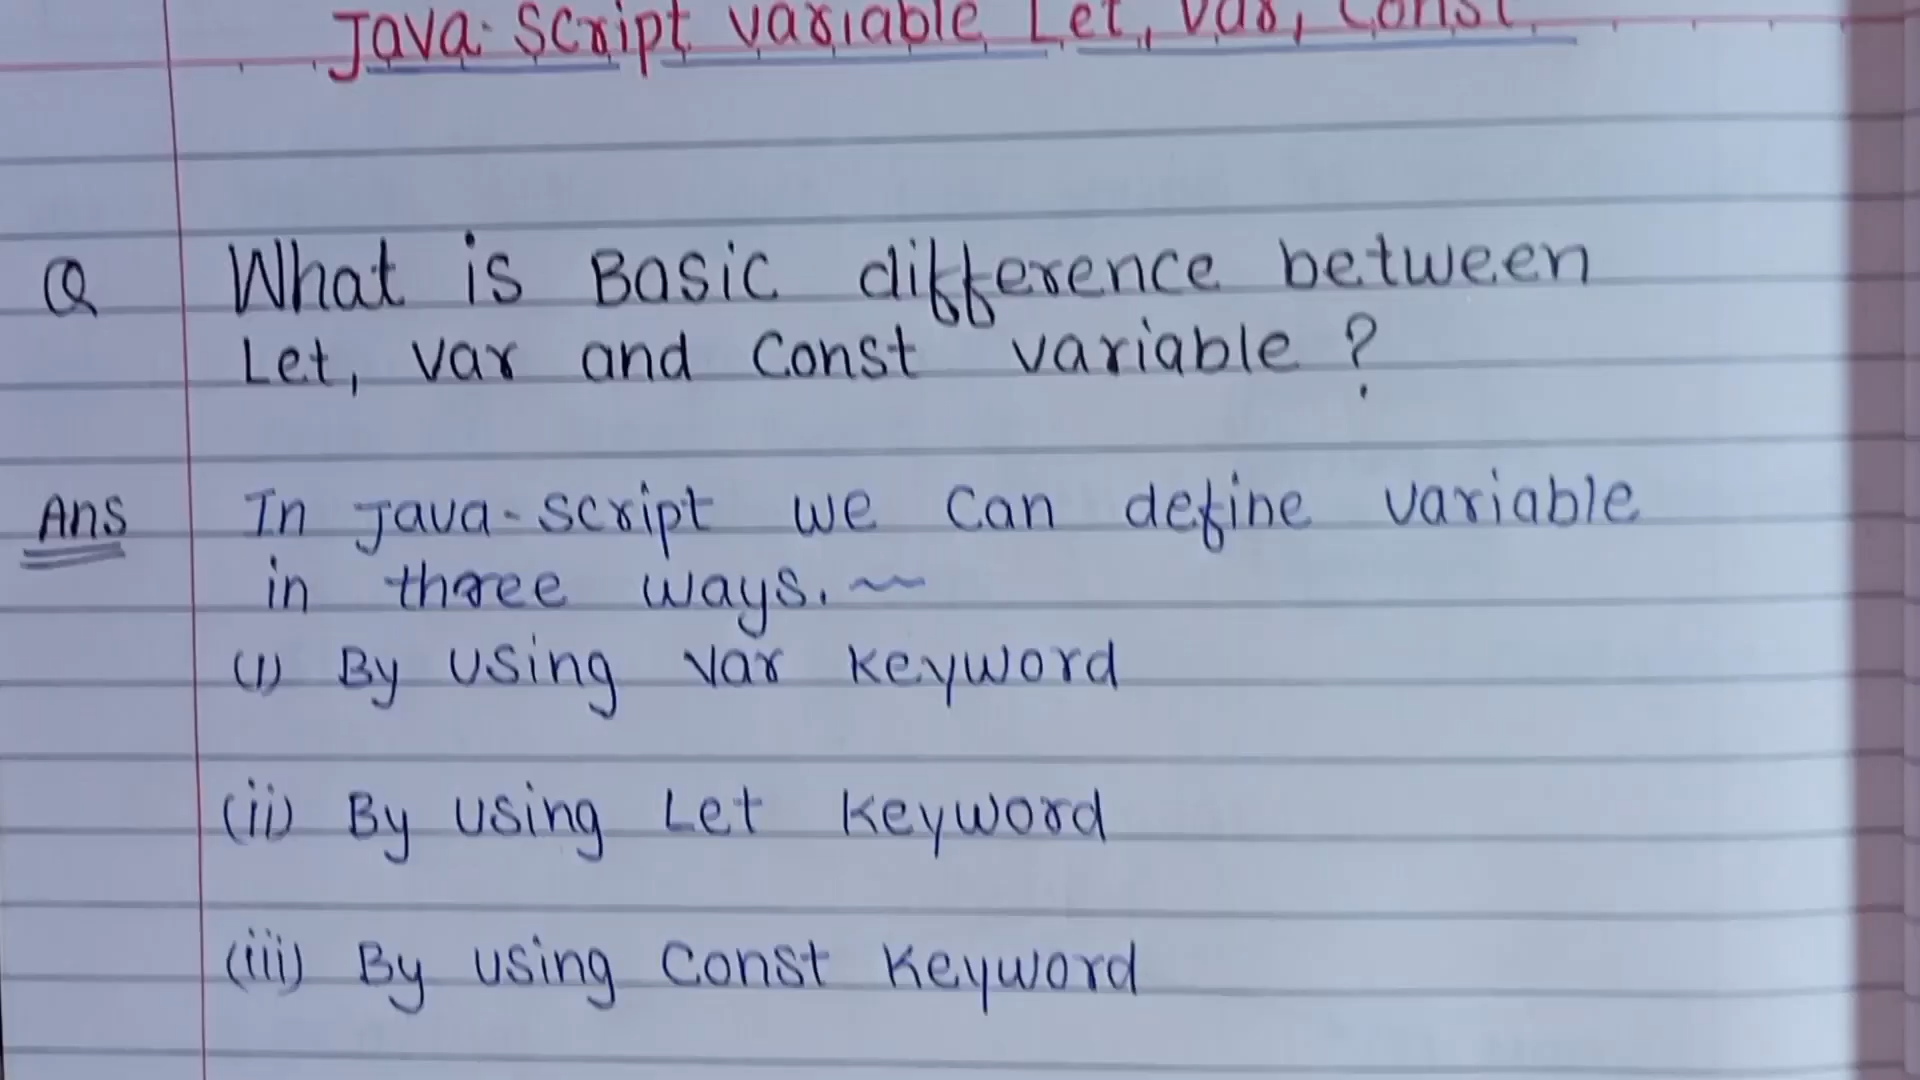 Java-Script variable Let, var, Const.
Q What is Basic difference between
Let, var and Const variable ?
Ans In Java-script we can define variable
in three ways. ~
(1) By using var keyword
(ii) By using Let keyword
(iii) By using Const keyword